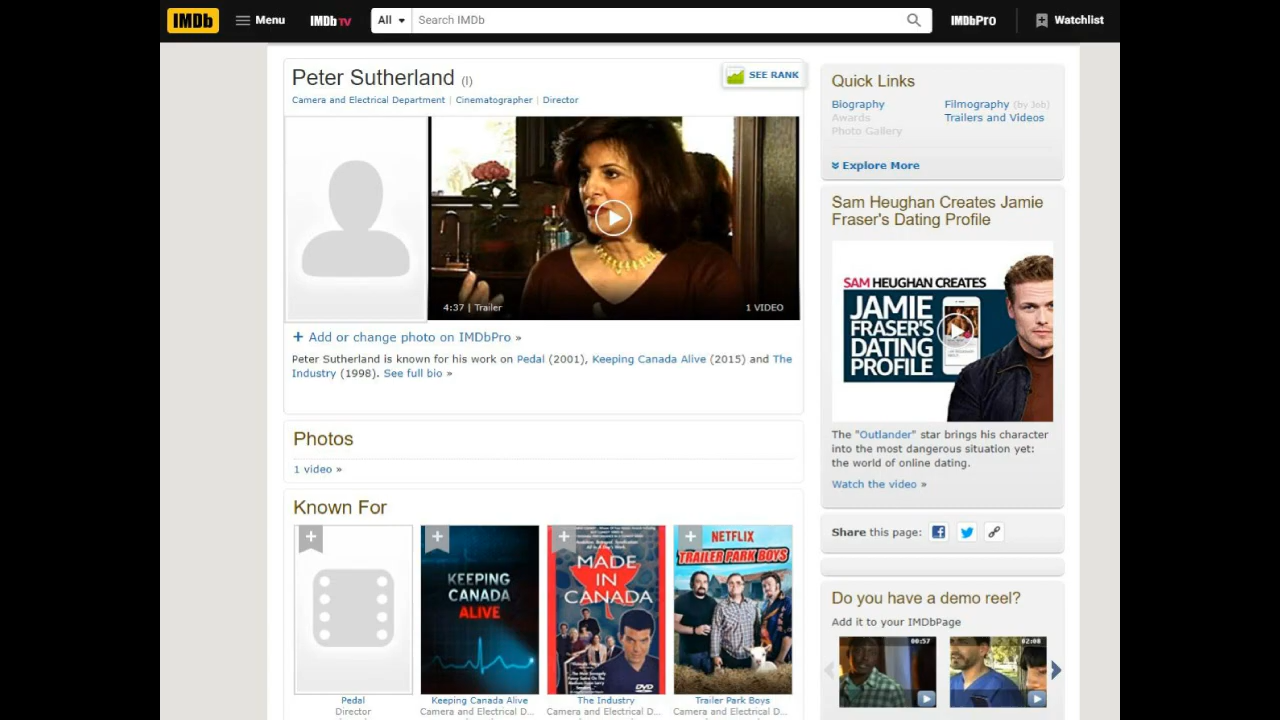 IMDb
Menu
IMDb TV
All
Search IMDb
IMDbPro
Watchlist
Peter Sutherland (I)
SEE RANK
Camera and Electrical Department | Cinematographer | Director
4:37 | Trailer
1 VIDEO
+ Add or change photo on IMDbPro »
Peter Sutherland is known for his work on Pedal (2001), Keeping Canada Alive (2015) and The
Industry (1998). See full bio »
Photos
1 video »
Known For
KEEPING
CANADA
ALIVE
MADE
IN
CANADA
DVD
NETFLIX
TRAILER PARK BOYS
Pedal
Director
Keeping Canada Alive
Camera and Electrical D...
The Industry
Camera and Electrical D...
Trailer Park Boys
Camera and Electrical D...
Quick Links
Biography
Awards
Photo Gallery
Filmography (by Job)
Trailers and Videos
Explore More
Sam Heughan Creates Jamie
Fraser's Dating Profile
SAM HEUGHAN CREATES
JAMIE
FRASER'S
DATING
PROFILE
The "Outlander" star brings his character
into the most dangerous situation yet:
the world of online dating.
Watch the video »
Share this page:
Do you have a demo reel?
Add it to your IMDbPage
00:57
02:08